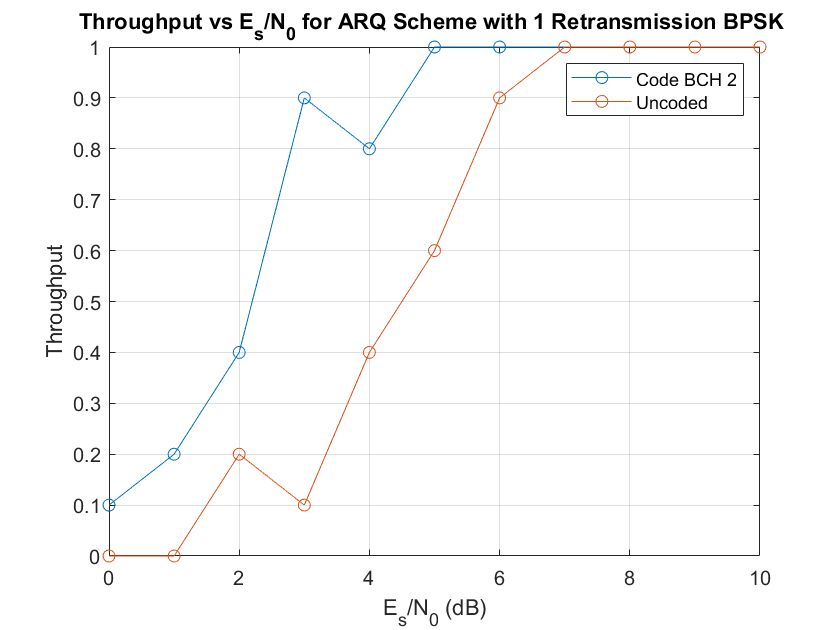 Throughput vs Es/N0 for ARQ Scheme with 1 Retransmission BPSK
1
0.9
0.8
0.7
0.6
0.5
0.4
0.3
0.2
0.1
0
Throughput
Code BCH 2
Uncoded
0 2 4 6 8 10
Es/N0 (dB)